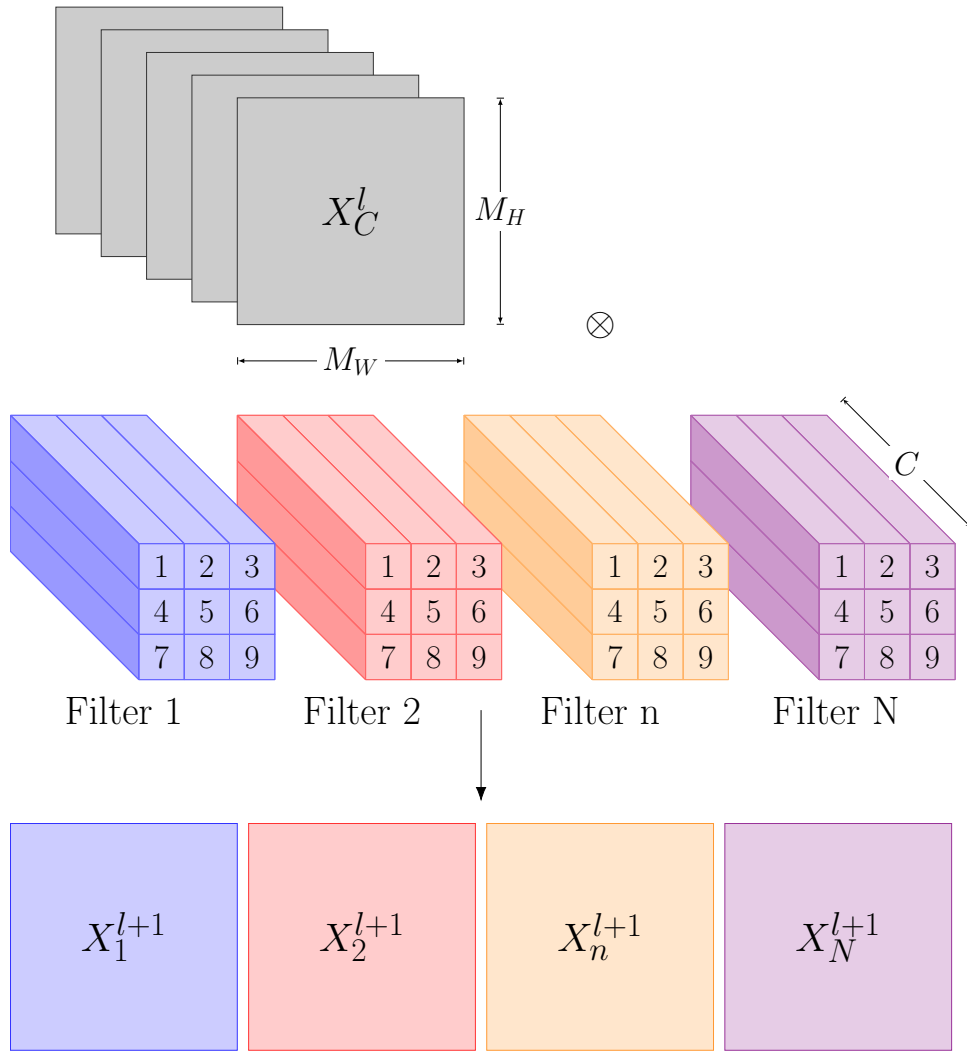 $X_C^l$
$M_H$
⊗
$M_W$
$C$
1 2 3 1 2 3 1 2 3 1 2 3
4 5 6 4 5 6 4 5 6 4 5 6
7 8 9 7 8 9 7 8 9 7 8 9
Filter 1 Filter 2 Filter n Filter N
$X_1^{l+1}$ $X_2^{l+1}$ $X_n^{l+1}$ $X_N^{l+1}$